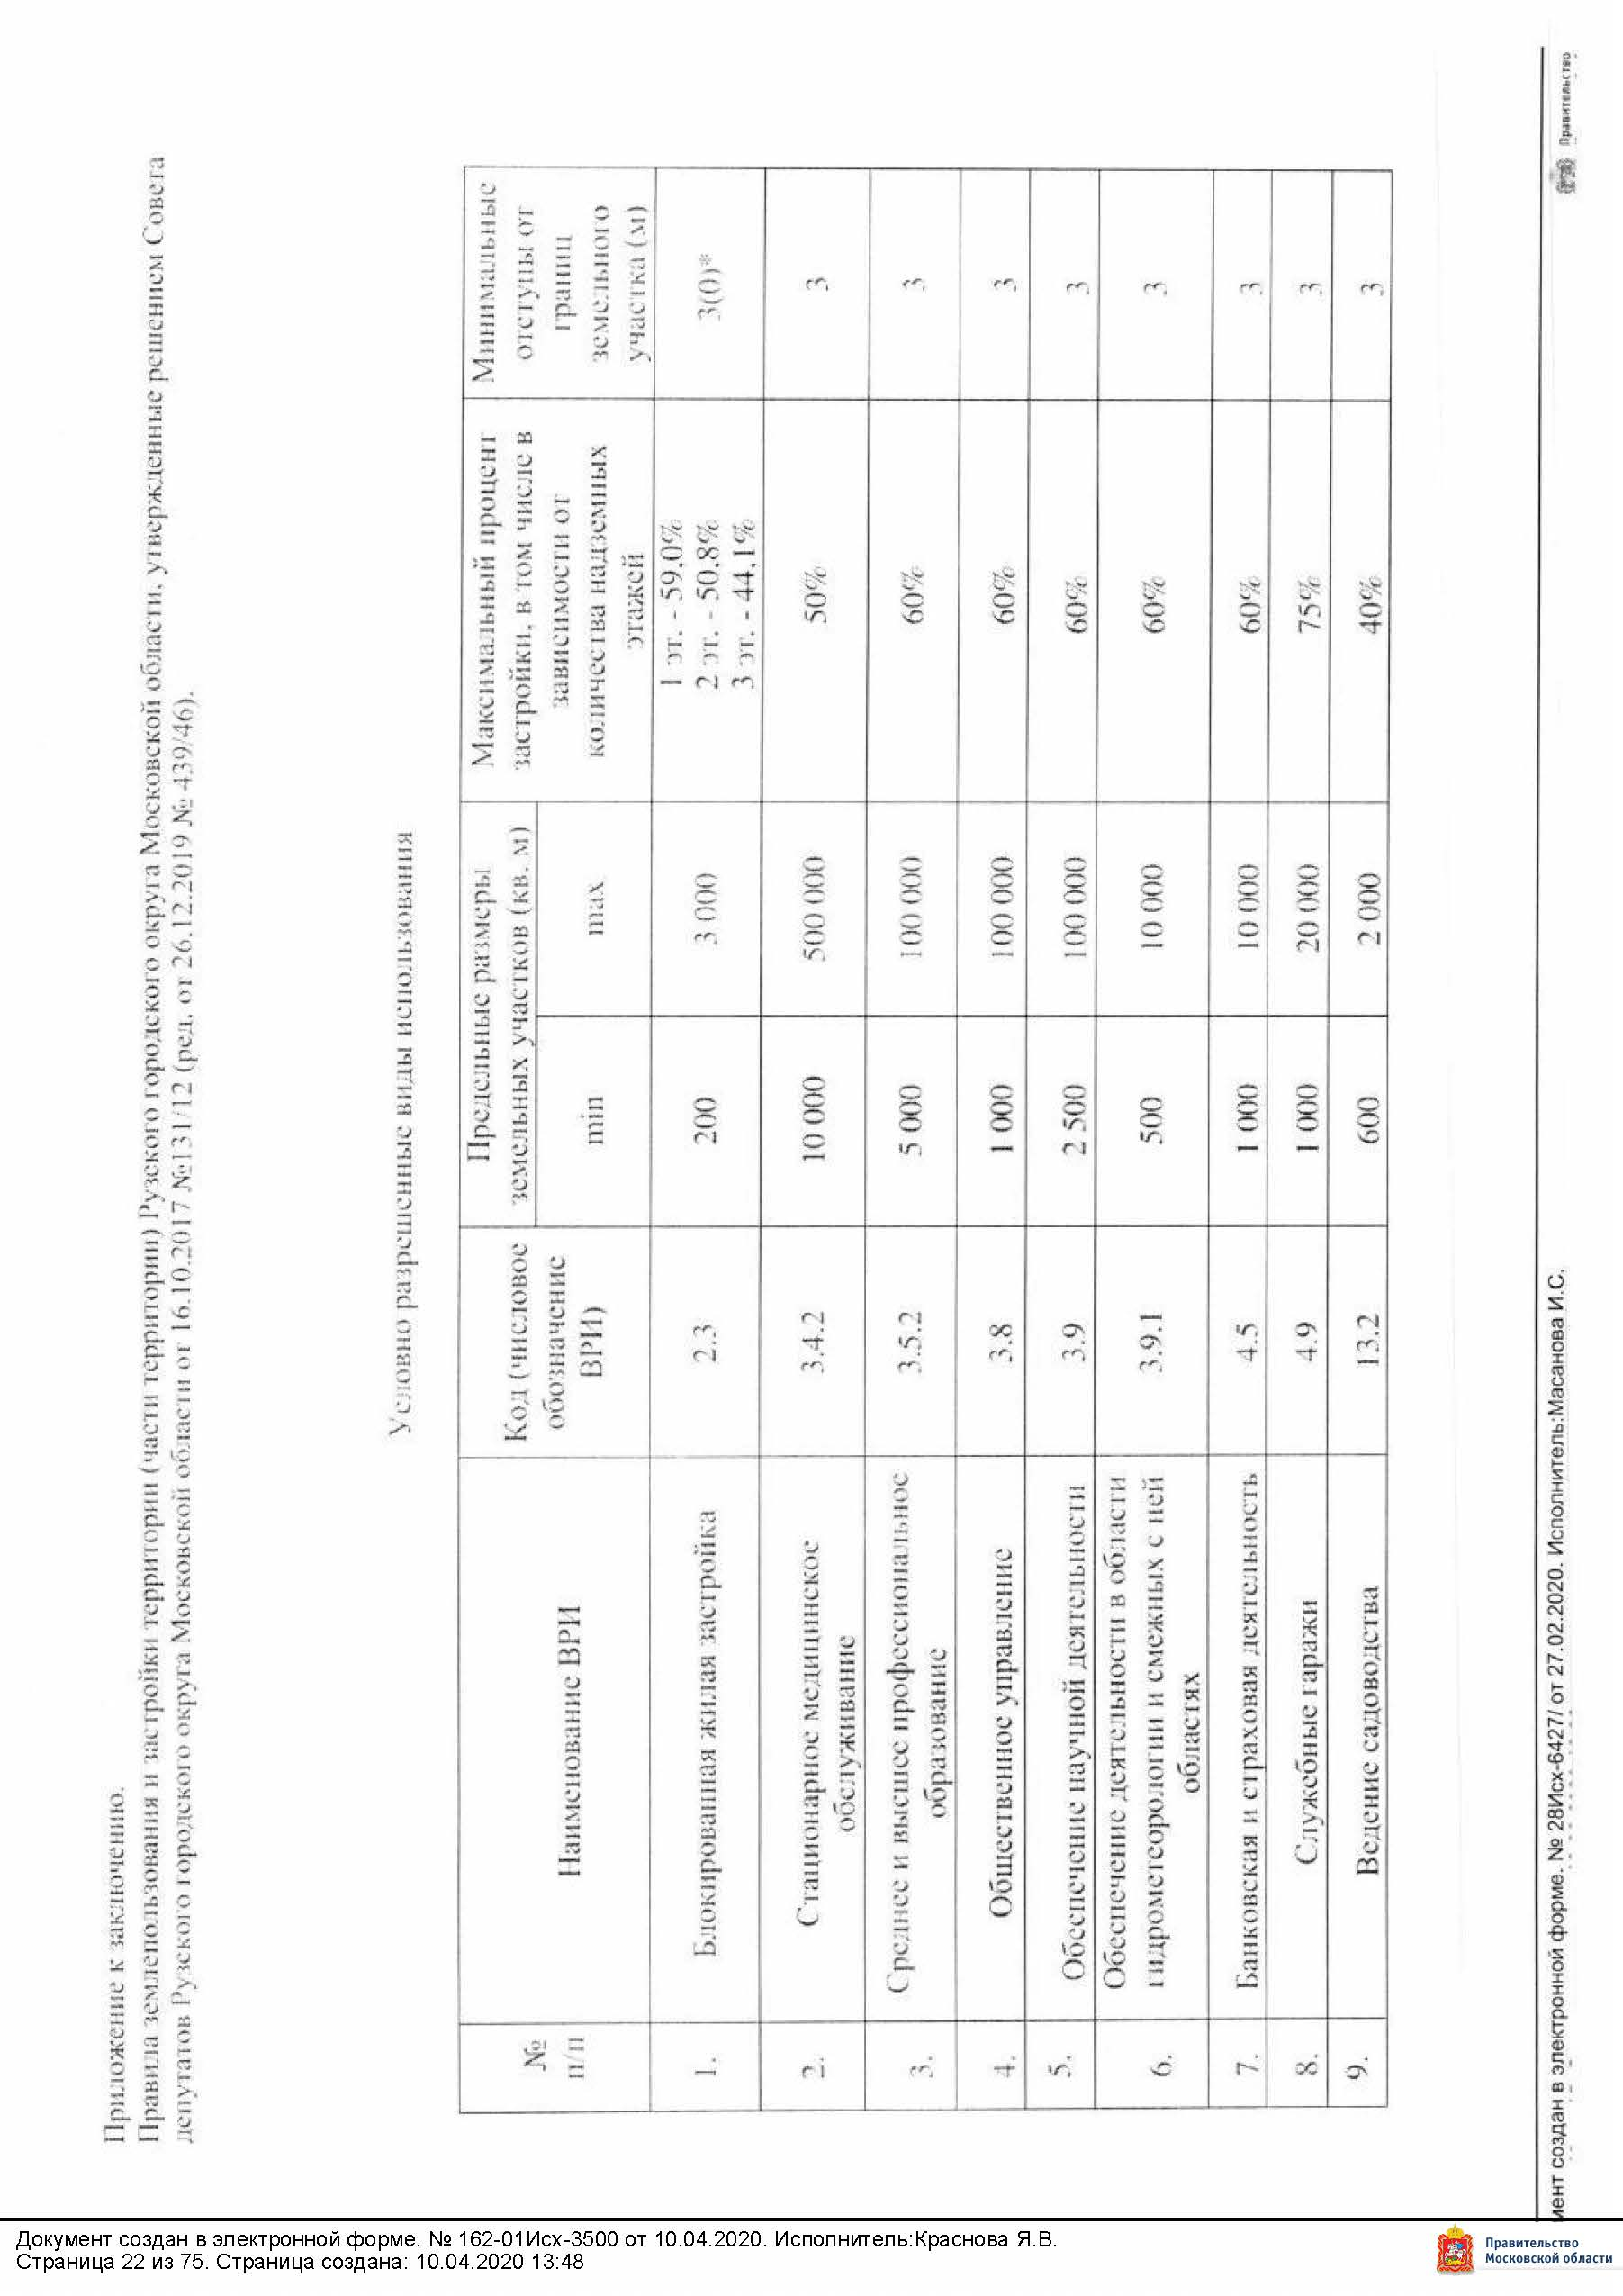 Приложение к заключению.
Правила землепользования и застройки территории (части территории) Рузского городского округа Московской области, утвержденные решением Совета
депутатов Рузского городского округа Московской области от 16.10.2017 №131/12 (ред. от 26.12.2019 № 439/46).
Условно разрешенные виды использования
№
п/п
Наименование ВРИ
Код (числовое
обозначение
ВРИ)
Предельные размеры
земельных участков (кв. м)
min
max
Максимальный процент
застройки, в том числе в
зависимости от
количества надземных
этажей
Минимальные
отступы от
границ
земельного
участка (м)
1. Блокированная жилая застройка 2.3 200 3 000
1 эт. - 59.0%
2 эт. - 50.8%
3 эт. - 44.1%
3(0)*
2. Стационарное медицинское
обслуживание
3.4.2 10 000 500 000 50% 3
3. Среднее и высшее профессиональное
образование
3.5.2 5 000 100 000 60% 3
4. Общественное управление 3.8 1 000 100 000 60% 3
5. Обеспечение научной деятельности 3.9 2 500 100 000 60% 3
6. Обеспечение деятельности в области
гидрометеорологии и смежных с ней
областях
3.9.1 500 10 000 60% 3
7. Банковская и страховая деятельность 4.5 1 000 10 000 60% 3
8. Служебные гаражи 4.9 1 000 20 000 75% 3
9. Ведение садоводства 13.2 600 2 000 40% 3
мент создан в электронной форме. № 28Исх-6427/ от 27.02.2020. Исполнитель:Масанова И.С.
Правительство
Документ создан в электронной форме. № 162-01Исх-3500 от 10.04.2020. Исполнитель:Краснова Я.В.
Страница 22 из 75. Страница создана: 10.04.2020 13:48
Правительство
Московской области